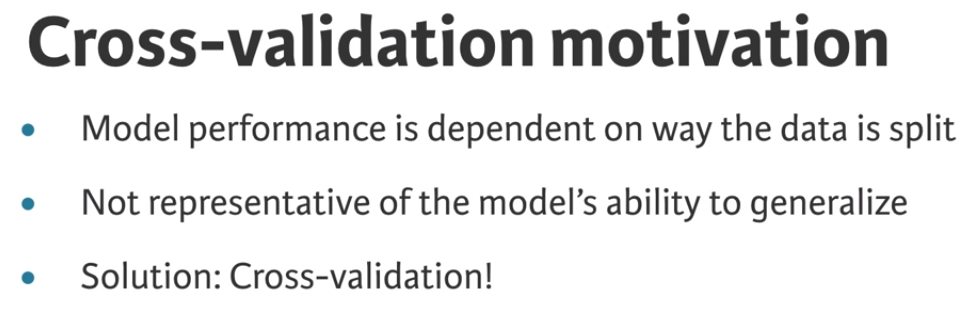 Cross-validation motivation
• Model performance is dependent on way the data is split
• Not representative of the model’s ability to generalize
• Solution: Cross-validation!